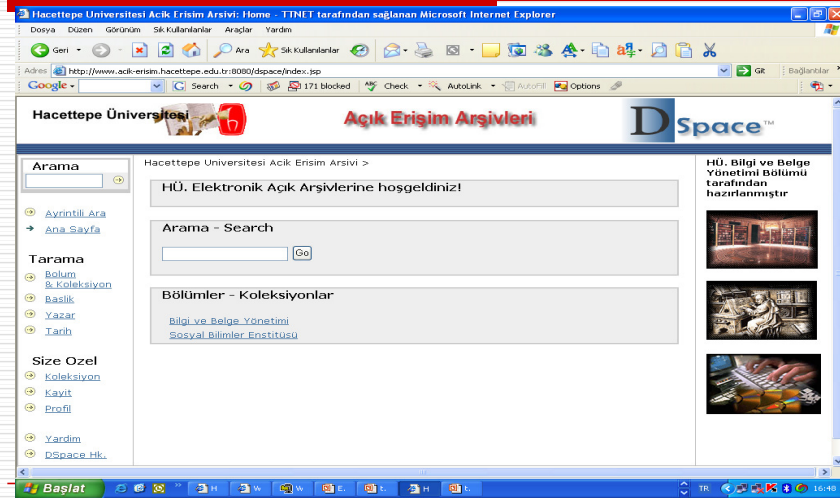 Hacettepe Universitesi Acik Erisim Arsivi: Home - TTNET tarafından sağlanan Microsoft Internet Explorer
Dosya Düzen Görünüm Sık Kullanılanlar Araçlar Yardım
Geri Ara Sık Kullanılanlar
Adres http://www.acik-erisim.hacettepe.edu.tr:8080/dspace/index.jsp Git Bağlantılar
Google Search 171 blocked Check AutoLink AutoFill Options
Hacettepe Üniversitesi
Açık Erişim Arşivleri
DSpace™
Arama
Ayrintili Ara
Ana Sayfa
Tarama
Bolum
& Koleksiyon
Baslik
Yazar
Tarih
Size Ozel
Koleksiyon
Kayit
Profil
Yardim
DSpace Hk.
Hacettepe Universitesi Acik Erisim Arsivi >
HÜ. Elektronik Açık Arşivlerine hoşgeldiniz!
Arama - Search
Go
Bölümler - Koleksiyonlar
Bilgi ve Belge Yönetimi
Sosyal Bilimler Enstitüsü
HÜ. Bilgi ve Belge
Yönetimi Bölümü
tarafından
hazırlanmıştır
Başlat H W W E. t. H t. TR 16:48